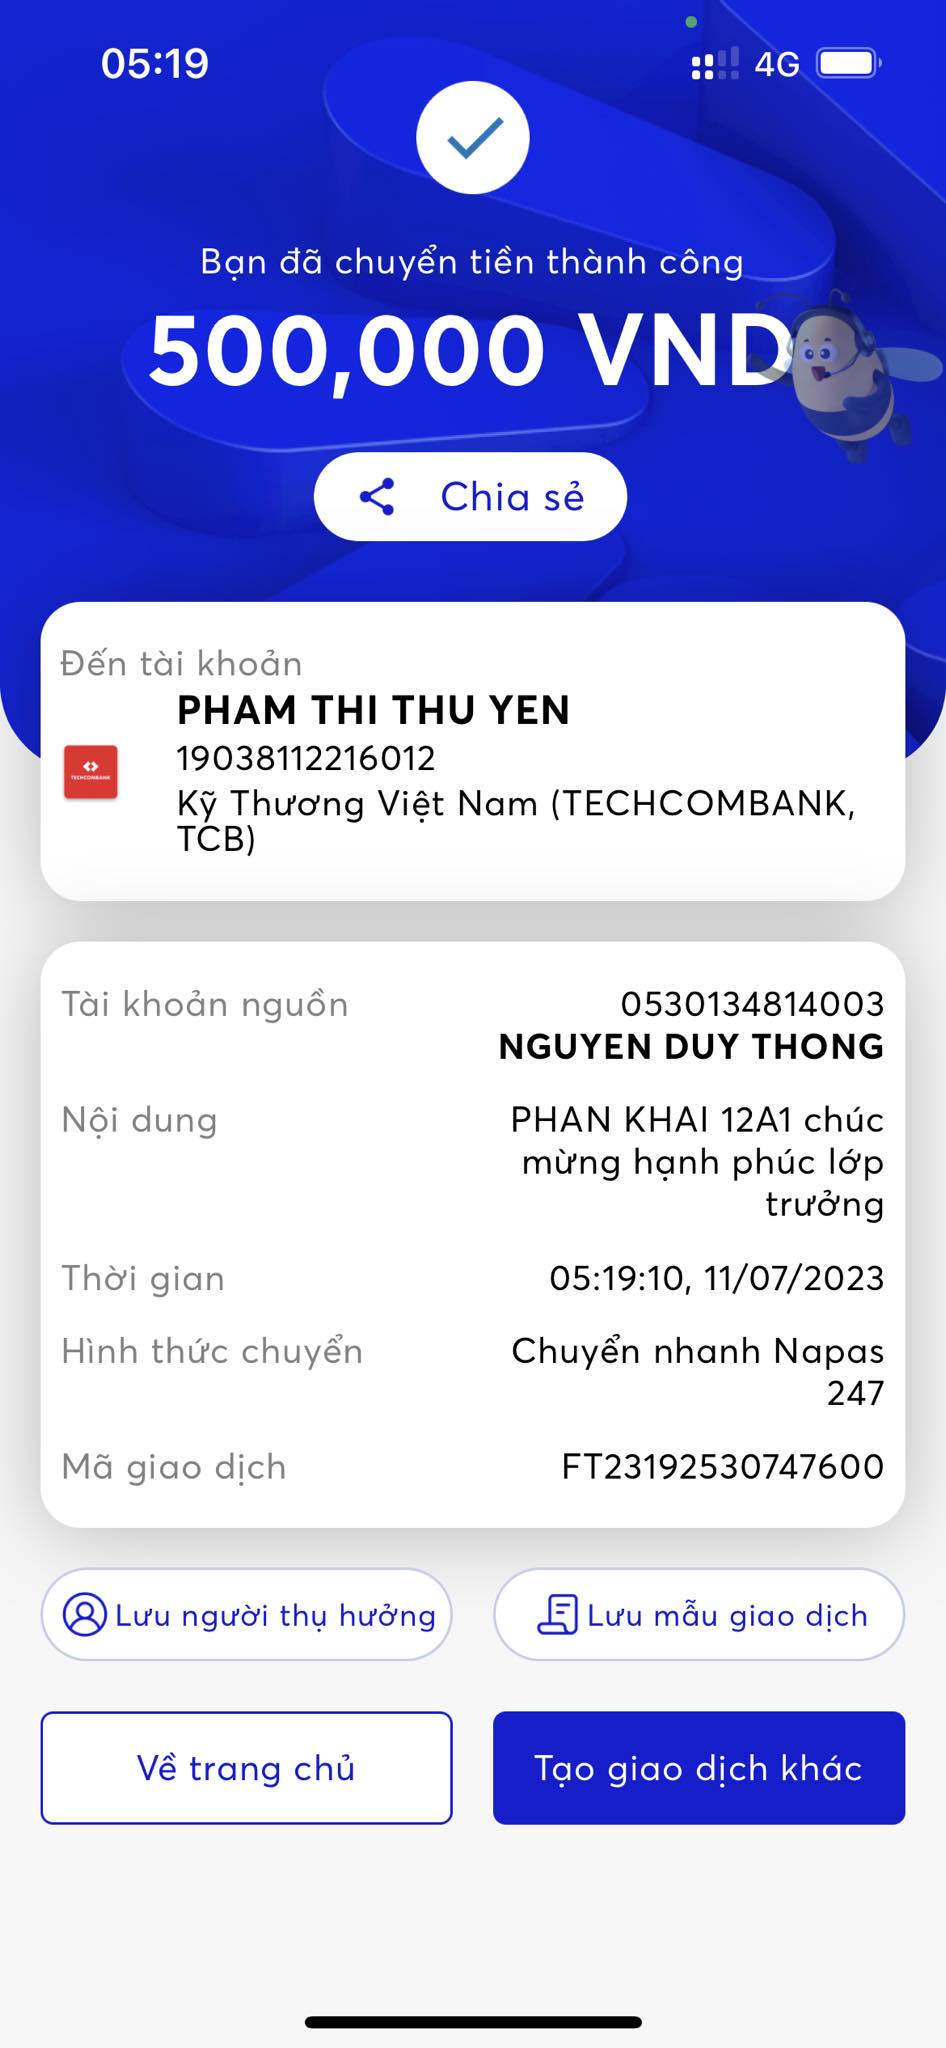 05:19
4G
Bạn đã chuyển tiền thành công
500,000 VND
Chia sẻ
Đến tài khoản
PHAM THI THU YEN
19038112216012
TECHCOMBANK
Kỹ Thương Việt Nam (TECHCOMBANK,
TCB)
Tài khoản nguồn
0530134814003
NGUYEN DUY THONG
Nội dung
PHAN KHAI 12A1 chúc
mừng hạnh phúc lớp
trưởng
Thời gian
05:19:10, 11/07/2023
Hình thức chuyển
Chuyển nhanh Napas
247
Mã giao dịch
FT23192530747600
Lưu người thụ hưởng
Lưu mẫu giao dịch
Về trang chủ
Tạo giao dịch khác